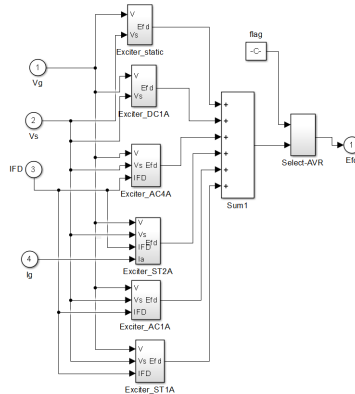 V
Efd
Vs
Exciter_static
flag
-C-
1
Vg
V
Efd
Vs
Exciter_DC1A
2
Vs
+
+
+
+
+
+
Sum1
Select-AVR
1
Ef
IFD
3
V
Vs Efd
IFD
Exciter_AC4A
V
Vs
Efd
IFD
Ia
Exciter_ST2A
4
Ig
V
Vs Efd
IFD
Exciter_AC1A
V
Vs Efd
IFD
Exciter_ST1A